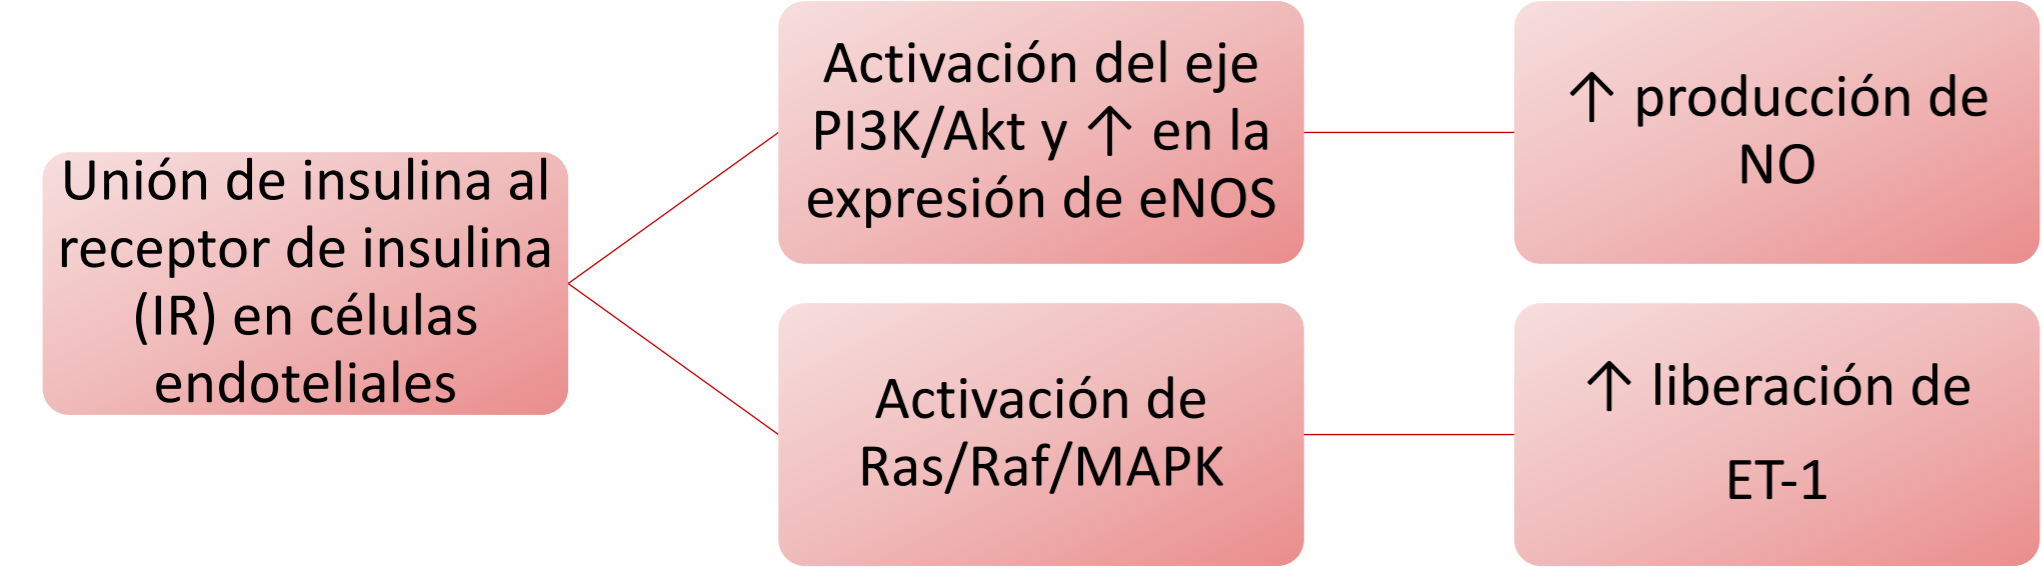 Unión de insulina al
receptor de insulina
(IR) en células
endoteliales
Activación del eje
PI3K/Akt y ↑ en la
expresión de eNOS
↑ producción de
NO
Activación de
Ras/Raf/MAPK
↑ liberación de
ET-1